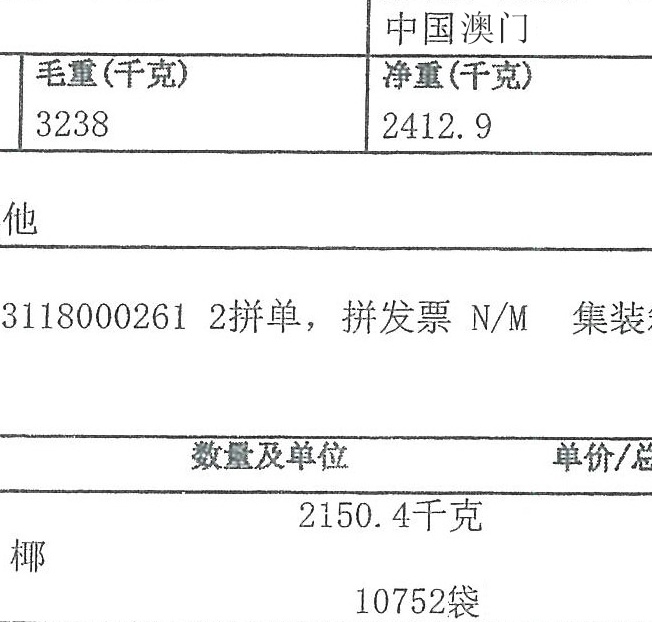 中国澳门
毛重(千克) 净重(千克)
3238 2412.9
他
3118000261 2拼单，拼发票 N/M 集装
数量及单位 单价/总
2150.4千克
椰
10752袋